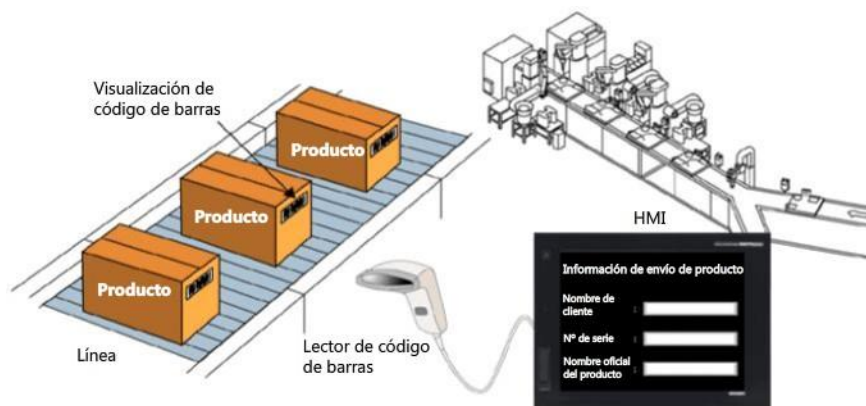 Visualización de
código de barras
Producto
Producto
Producto
Línea
Lector de código
de barras
HMI
Información de envío de producto
Nombre de
cliente :
Nº de serie :
Nombre oficial
del producto :